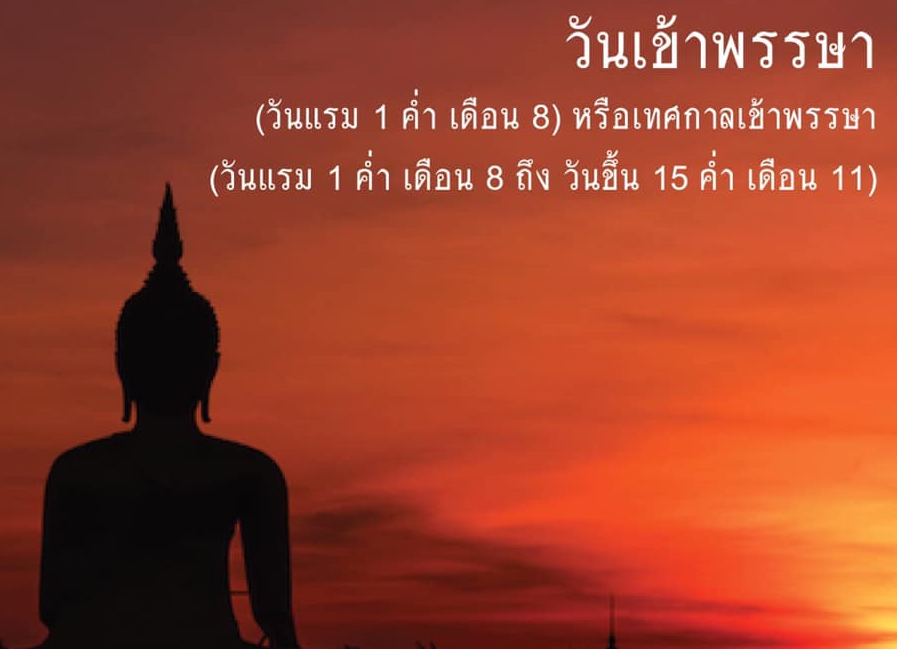 วันเข้าพรรษา
(วันแรม 1 ค่ำ เดือน 8) หรือเทศกาลเข้าพรรษา
(วันแรม 1 ค่ำ เดือน 8 ถึง วันขึ้น 15 ค่ำ เดือน 11)